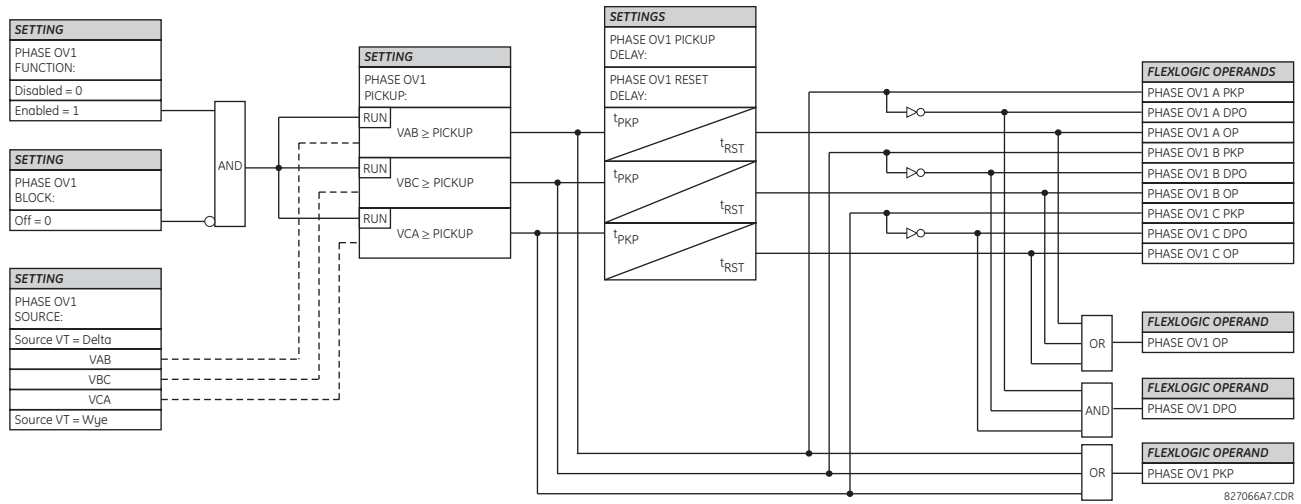 SETTING
PHASE OV1
FUNCTION:
Disabled = 0
Enabled = 1
SETTING
PHASE OV1
BLOCK:
Off = 0
SETTING
PHASE OV1
SOURCE:
Source VT = Delta
VAB
VBC
VCA
Source VT = Wye
AND
SETTING
PHASE OV1
PICKUP:
RUN
VAB ≥ PICKUP
RUN
VBC ≥ PICKUP
RUN
VCA ≥ PICKUP
SETTINGS
PHASE OV1 PICKUP
DELAY:
PHASE OV1 RESET
DELAY:
tPKP
tRST
tPKP
tRST
tPKP
tRST
FLEXLOGIC OPERANDS
PHASE OV1 A PKP
PHASE OV1 A DPO
PHASE OV1 A OP
PHASE OV1 B PKP
PHASE OV1 B DPO
PHASE OV1 B OP
PHASE OV1 C PKP
PHASE OV1 C DPO
PHASE OV1 C OP
OR
FLEXLOGIC OPERAND
PHASE OV1 OP
AND
FLEXLOGIC OPERAND
PHASE OV1 DPO
OR
FLEXLOGIC OPERAND
PHASE OV1 PKP
827066A7.CDR